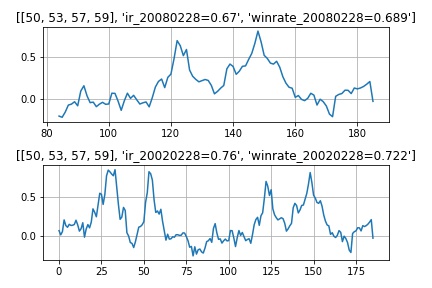 [[50, 53, 57, 59], 'ir_20080228=0.67', 'winrate_20080228=0.689']
0.5
0.0
80 100 120 140 160 180
[[50, 53, 57, 59], 'ir_20020228=0.76', 'winrate_20020228=0.722']
0.5
0.0
0 25 50 75 100 125 150 175